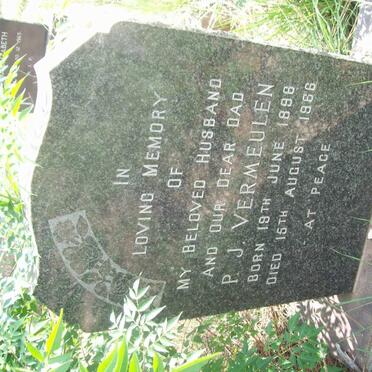 IN
LOVING MEMORY
OF
MY BELOVED HUSBAND
AND OUR DEAR DAD
P J VERMEULEN
BORN 19TH JUNE 1898
DIED 15TH AUGUST 1966
AT PEACE